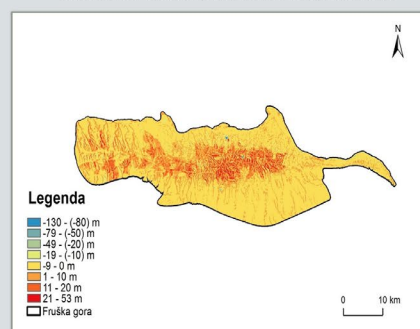 N
Legenda
-130 - (-80) m
-79 - (-50) m
-49 - (-20) m
-19 - (-10) m
-9 - 0 m
1 - 10 m
11 - 20 m
21 - 53 m
Fruška gora
0 10 km